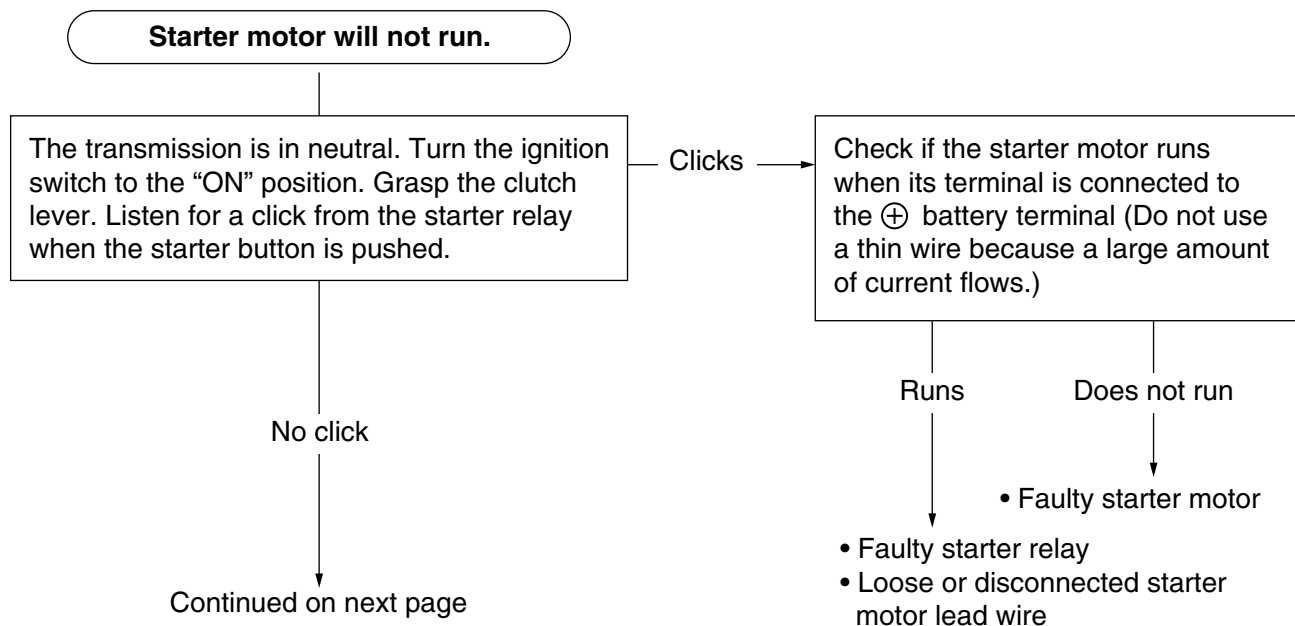 Starter motor will not run.
The transmission is in neutral. Turn the ignition
switch to the “ON” position. Grasp the clutch
lever. Listen for a click from the starter relay
when the starter button is pushed.
Clicks
Check if the starter motor runs
when its terminal is connected to
the ⊕ battery terminal (Do not use
a thin wire because a large amount
of current flows.)
Runs
Does not run
No click
• Faulty starter motor
• Faulty starter relay
• Loose or disconnected starter
motor lead wire
Continued on next page